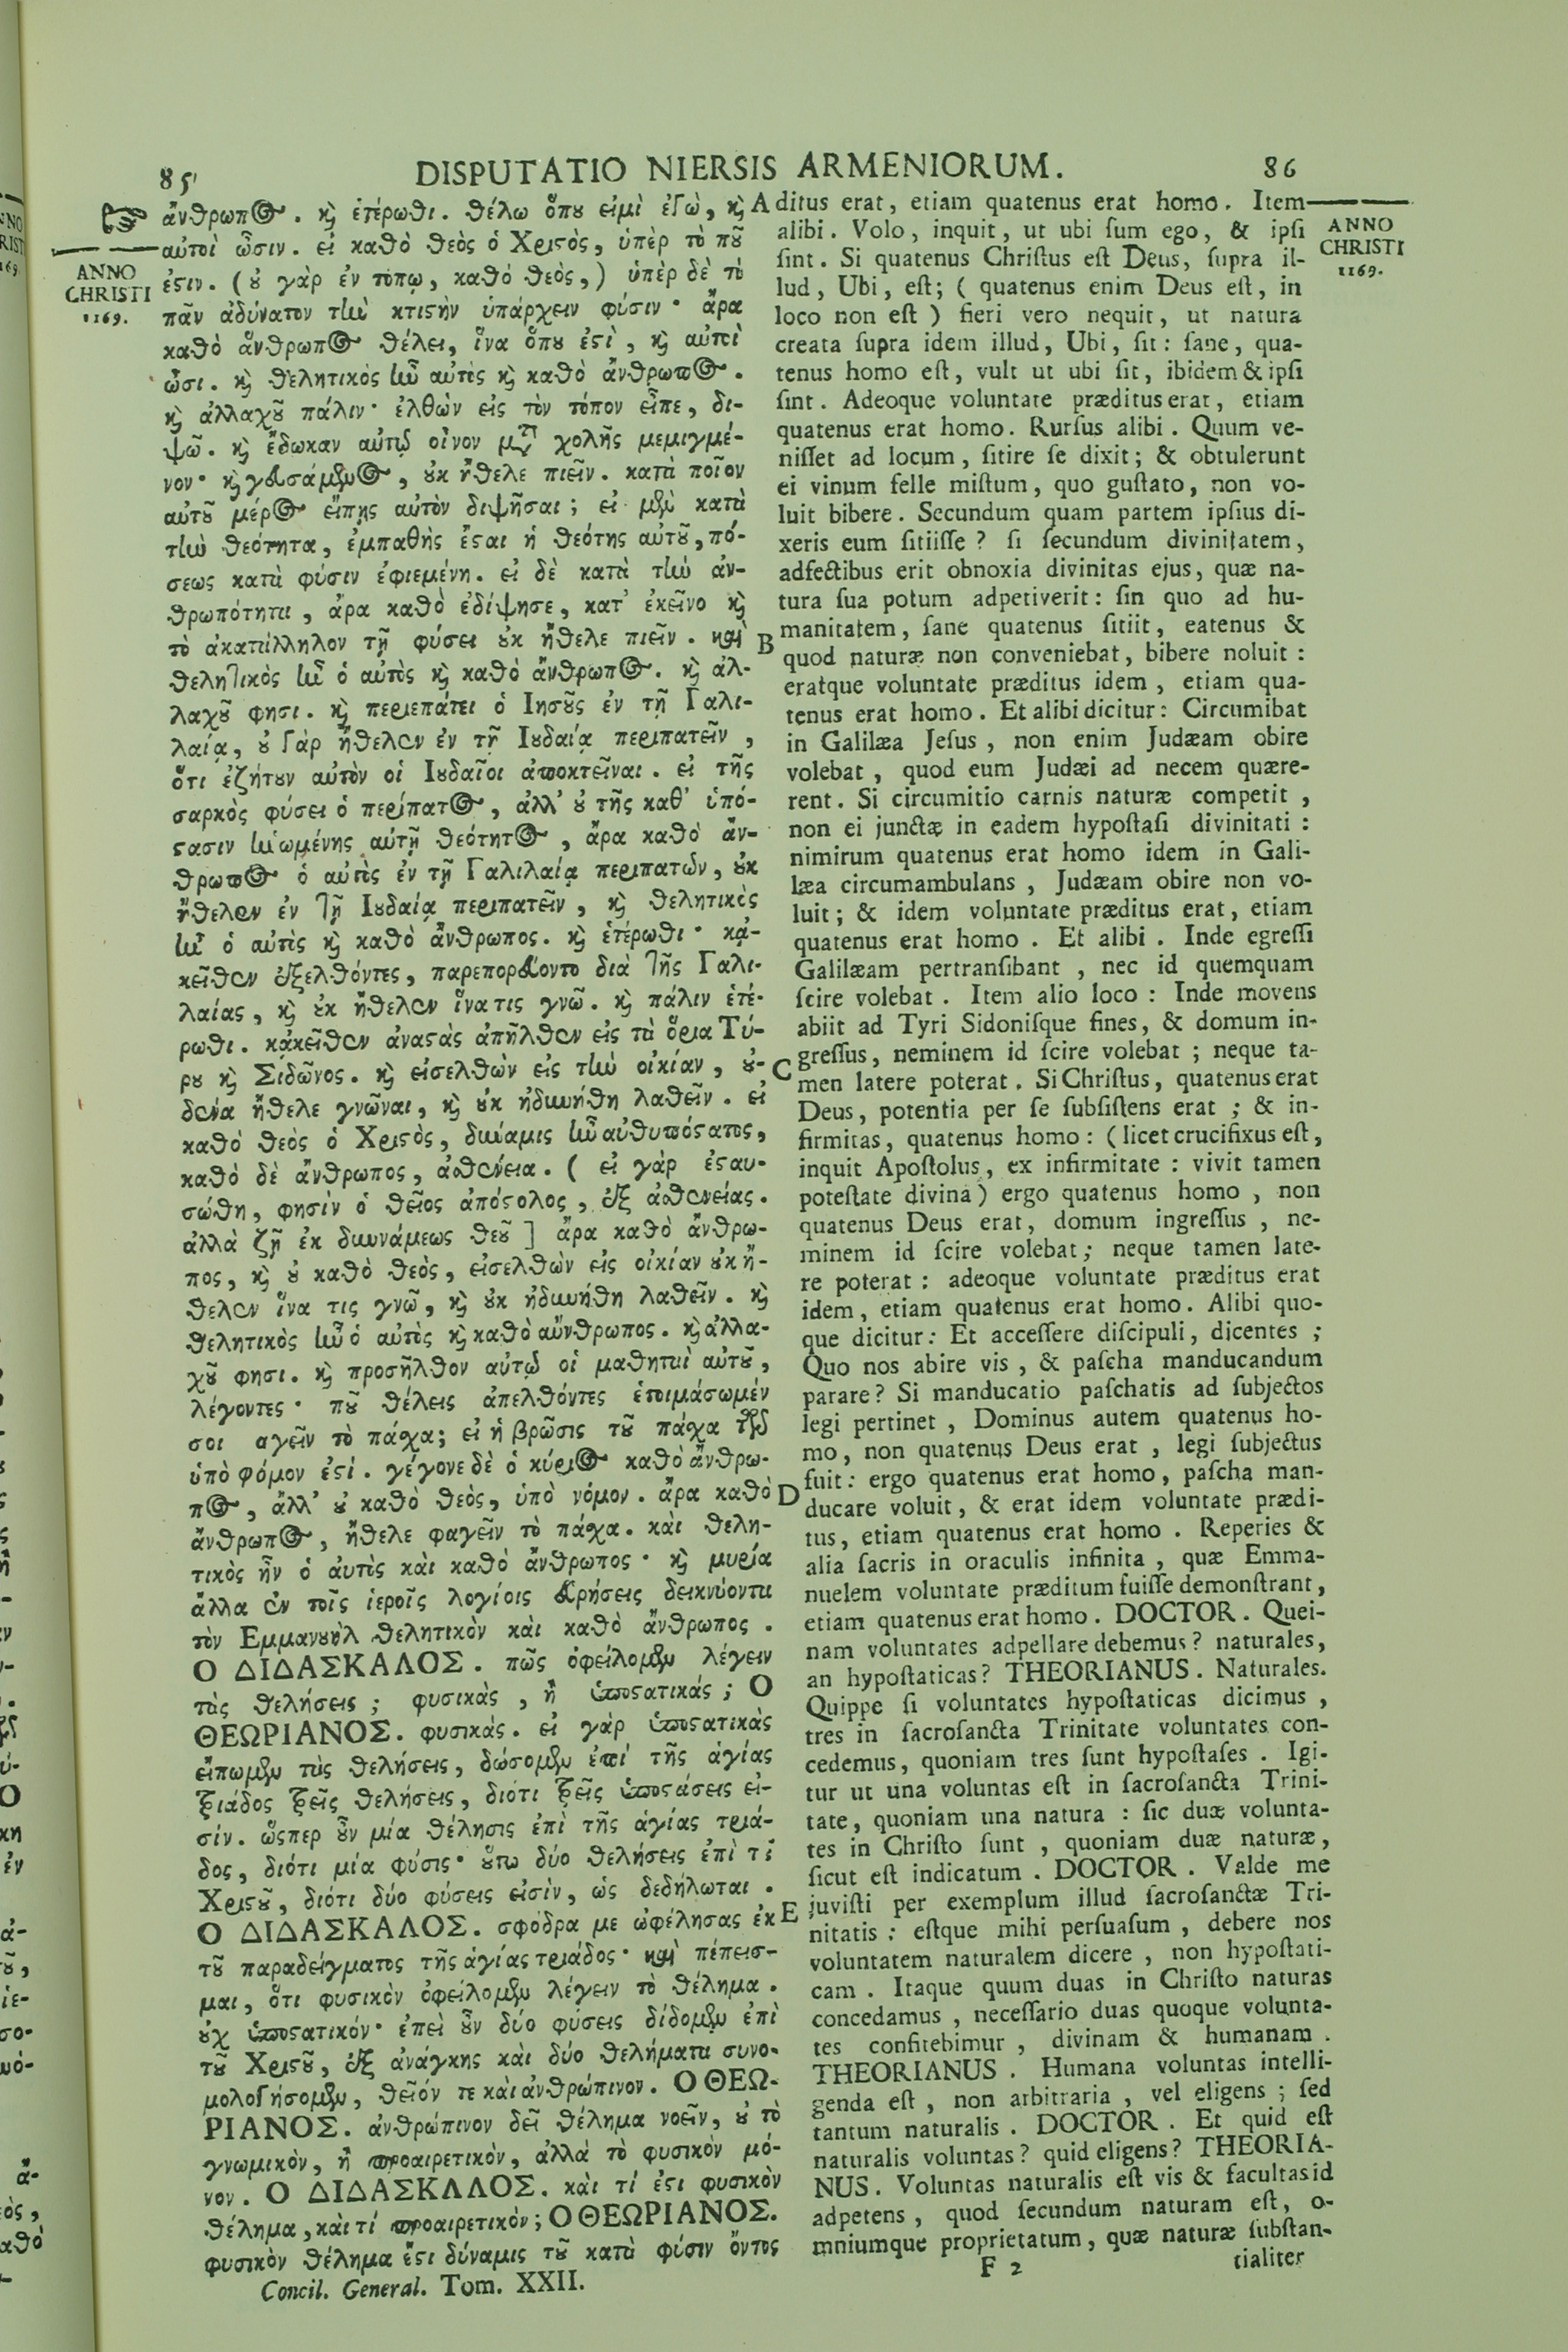 85
DISPUTATIO NIERSIS ARMENIORUM.
86
ANNO
CHRISTI
1169.
ἄνθρωπος. καὶ ἑτέρωθι. θέλω ὅπου εἰμὶ ἐγὼ, καὶ
αὐτοὶ ὦσιν. εἰ καθὸ θεὸς ὁ Χριστὸς, ὑπὲρ τὸ ποῦ
ἐστιν. (οὐ γὰρ ἐν τόπῳ, καθὸ θεὸς,) ὑπὲρ δὲ τὸ
πᾶν ἀδύνατον τὴν κτιστὴν ὑπάρχειν φύσιν· ἄρα
καθὸ ἄνθρωπος θέλει, ἵνα ὅπου ἐστὶ, καὶ αὐτοὶ
ὦσι. καὶ θελητικὸς ἦν αὐτὸς καὶ καθὸ ἄνθρωπος.
καὶ ἀλλαχοῦ πάλιν· ἐλθὼν εἰς τὸν τόπον εἶπε, δι-
ψῶ. καὶ ἔδωκαν αὐτῷ οἶνον μετὰ χολῆς μεμιγμέ-
νον· καὶ γευσάμενος, οὐκ ἤθελε πιεῖν. κατὰ ποῖον
αὐτοῦ μέρος εἴπῃς αὐτὸν διψῆσαι; εἰ μὲν κατὰ
τὴν θεότητα, ἐμπαθὴς ἔσται ἡ θεότης αὐτοῦ, πό-
σεως κατὰ φύσιν ἐφιεμένη. εἰ δὲ κατὰ τὴν ἀν-
θρωπότητα, ἄρα καθὸ ἐδίψησε, κατ' ἐκεῖνο καὶ
τὸ ἀκατάλληλον τῇ φύσει οὐκ ἤθελε πιεῖν. καὶ
θελητικὸς ἦν ὁ αὐτὸς καὶ καθὸ ἄνθρωπος. καὶ ἀλ-
λαχοῦ φησι. καὶ περιεπάτει ὁ Ιησοῦς ἐν τῇ Γαλι-
λαίᾳ, οὐ γὰρ ἤθελεν ἐν τῇ Ιουδαίᾳ περιπατεῖν,
ὅτι ἐζήτουν αὐτὸν οἱ Ιουδαῖοι ἀποκτεῖναι. εἰ τῆς
σαρκὸς φύσει ὁ περίπατος, ἀλλ' οὐ τῆς καθ' ὑπό-
στασιν ἡνωμένης αὐτῇ θεότητος, ἄρα καθὸ ἄν-
θρωπος ὁ αὐτὸς ἐν τῇ Γαλιλαίᾳ περιπατῶν, οὐκ
ἤθελεν ἐν τῇ Ιουδαίᾳ περιπατεῖν, καὶ θελητικὸς
ἦν ὁ αὐτὸς καὶ καθὸ ἄνθρωπος. καὶ ἑτέρωθι· κᾀ-
κεῖθεν ἐξελθόντες, παρεπορεύοντο διὰ τῆς Γαλι-
λαίας, καὶ οὐκ ἤθελεν ἵνα τις γνῶ. καὶ πάλιν ἑτέ-
ρωθι. κᾀκεῖθεν ἀναστὰς ἀπῆλθεν εἰς τὰ ὅρια Τύ-
ρου καὶ Σιδῶνος. καὶ εἰσελθὼν εἰς τὴν οἰκίαν, οὐ-
δένα ἤθελε γνῶναι, καὶ οὐκ ἠδυνήθη λαθεῖν. εἰ
καθὸ θεὸς ὁ Χριστὸς, δύναμις ἦν αὐθυπόστατος,
καθὸ δὲ ἄνθρωπος, ἀσθένεια. ( εἰ γὰρ ἐσταυ-
ρώθη, φησὶν ὁ θεῖος ἀπόστολος, ἐξ ἀσθενείας.
ἀλλὰ ζῇ ἐκ δυνάμεως θεοῦ ] ἄρα καθὸ ἄνθρω-
πος, καὶ οὐ καθὸ θεὸς, εἰσελθὼν εἰς οἰκίαν οὐκ ἤ-
θελεν ἵνα τις γνῶ, καὶ οὐκ ἠδυνήθη λαθεῖν. καὶ
θελητικὸς ἦν ὁ αὐτὸς καὶ καθὸ αὔνθρωπος. καὶ ἀλλα-
χοῦ φησι. καὶ προσῆλθον αὐτῷ οἱ μαθηταὶ αὐτοῦ,
λέγοντες· ποῦ θέλεις ἀπελθόντες ἑτοιμάσωμέν
σοι αγεῖν τὸ πάσχα; εἰ ἡ βρῶσις τοῦ πάσχα τῶν
ὑπὸ φόμον ἐστί. γέγονε δὲ ὁ κύριος καθὸ ἄνθρω-
πος, ἀλλ' οὐ καθὸ θεὸς, ὑπὸ νόμον. ἄρα καθὸ
ἄνθρωπος, ἤθελε φαγεῖν τὸ πάσχα. καὶ θελη-
τικὸς ἦν ὁ ἀυτὸς καὶ καθὸ ἄνθρωπος· καὶ μυρία
ἄλλα ἐν τοῖς ἱεροῖς λογίοις εὑρήσεις δεικνύοντα
τὸν Εμμανουὴλ θελητικὸν καὶ καθὸ ἄνθρωπος.
Ο ΔΙΔΑΣΚΑΛΟΣ. πῶς ὀφείλομεν λέγειν
τὰς θελήσεις; φυσικὰς, ἢ ὑποστατικάς; Ο
ΘΕΩΡΙΑΝΟΣ. φυσικάς. εἰ γὰρ ὑποστατικὰς
εἴπωμεν τὰς θελήσεις, δώσομεν ἐπὶ τῆς ἁγίας
τριάδος τρεῖς θελήσεις, διότι τρεῖς ὑποστάσεις εἰ-
σίν. ὥσπερ οὖν μία θέλησις ἐπὶ τῆς ἁγίας τριά-
δος, διότι μία φύσις· οὕτω δύο θελήσεις ἐπὶ τ
Χριστοῦ, διότι δύο φύσεις εἰσὶν, ὡς δεδήλωται.
Ο ΔΙΔΑΣΚΑΛΟΣ. σφόδρα με ὠφέλησας ἐκ
τοῦ παραδείγματος τῆς ἁγίας τριάδος· καὶ πέπεισ-
μαι, ὅτι φυσικὸν ὀφείλομεν λέγειν τὸ θέλημα.
οὐχ ὑποστατικόν· ἐπεὶ οὖν δύο φύσεις δίδομεν ἐπὶ
τοῦ Χριστοῦ, ἐξ ἀνάγκης καὶ δύο θελήματα συνο-
μολογήσομεν, θεῖόν τε καὶ ἀνθρώπινον. Ο ΘΕΩ-
ΡΙΑΝΟΣ. ἀνθρώπινον δεῖ θέλημα νοεῖν, οὐ τὸ
γνωμικὸν, ἢ προαιρετικὸν, ἀλλὰ τὸ φυσικὸν μό-
νον. Ο ΔΙΔΑΣΚΑΛΟΣ. καὶ τί ἐστι φυσικὸν
θέλημα, καὶ τί προαιρετικόν; Ο ΘΕΩΡΙΑΝΟΣ.
φυσικὸν θέλημα ἔστι δύναμις τοῦ κατὰ φύσιν ὄντος
Concil. General. Tom. XXII.
A
B
C
D
E
ditus erat, etiam quatenus erat homo. Item
alibi. Volo, inquit, ut ubi ſum ego, & ipſi
ſint. Si quatenus Chriſtus eſt Deus, ſupra il-
lud, Ubi, eſt; ( quatenus enim Deus eſt, in
loco non eſt ) fieri vero nequit, ut natura
creata ſupra idem illud, Ubi, ſit: ſane, qua-
tenus homo eſt, vult ut ubi ſit, ibidem & ipſi
ſint. Adeoque voluntate præditus erat, etiam
quatenus erat homo. Rurſus alibi. Quum ve-
niſſet ad locum, ſitire ſe dixit; & obtulerunt
ei vinum felle miſtum, quo guſtato, non vo-
luit bibere. Secundum quam partem ipſius di-
xeris eum ſitiiſſe? ſi ſecundum divinitatem,
adfectibus erit obnoxia divinitas ejus, quæ na-
tura ſua potum adpetiverit: ſin quo ad hu-
manitatem, ſane quatenus ſitiit, eatenus &
quod naturæ non conveniebat, bibere noluit:
eratque voluntate præditus idem, etiam qua-
tenus erat homo. Et alibi dicitur: Circumibat
in Galilæa Jeſus, non enim Judæam obire
volebat, quod eum Judæi ad necem quære-
rent. Si circumitio carnis naturæ competit,
non ei junctæ in eadem hypoſtaſi divinitati:
nimirum quatenus erat homo idem in Gali-
læa circumambulans, Judæam obire non vo-
luit; & idem voluntate præditus erat, etiam
quatenus erat homo. Et alibi. Inde egreſſi
Galilæam pertranſibant, nec id quemquam
ſcire volebat. Item alio loco: Inde movens
abiit ad Tyri Sidoniſque fines, & domum in-
greſſus, neminem id ſcire volebat; neque ta-
men latere poterat. Si Chriſtus, quatenus erat
Deus, potentia per ſe ſubſiſtens erat; & in-
firmitas, quatenus homo: (licet crucifixus eſt,
inquit Apoſtolus, ex infirmitate: vivit tamen
poteſtate divina) ergo quatenus homo, non
quatenus Deus erat, domum ingreſſus, ne-
minem id ſcire volebat; neque tamen late-
re poterat: adeoque voluntate præditus erat
idem, etiam quatenus erat homo. Alibi quo-
que dicitur: Et acceſſere diſcipuli, dicentes;
Quo nos abire vis, & paſcha manducandum
parare? Si manducatio paſchatis ad ſubjectos
legi pertinet, Dominus autem quatenus ho-
mo, non quatenus Deus erat, legi ſubjectus
fuit: ergo quatenus erat homo, paſcha man-
ducare voluit, & erat idem voluntate prædi-
tus, etiam quatenus erat homo. Reperies &
alia ſacris in oraculis infinita, quæ Emma-
nuelem voluntate præditum fuiſſe demonſtrant,
etiam quatenus erat homo. DOCTOR. Quei-
nam voluntates adpellare debemus? naturales,
an hypoſtaticas? THEORIANUS. Naturales.
Quippe ſi voluntates hypoſtaticas dicimus,
tres in ſacroſancta Trinitate voluntates con-
cedemus, quoniam tres ſunt hypoſtaſes. Igi-
tur ut una voluntas eſt in ſacroſancta Trini-
tate, quoniam una natura: ſic duæ volunta-
tes in Chriſto ſunt, quoniam duæ naturæ,
ſicut eſt indicatum. DOCTOR. Valde me
juviſti per exemplum illud ſacroſanctæ Tri-
nitatis: eſtque mihi perſuaſum, debere nos
voluntatem naturalem dicere, non hypoſtati-
cam. Itaque quum duas in Chriſto naturas
concedamus, neceſſario duas quoque volunta-
tes confitebimur, divinam & humanam.
THEORIANUS. Humana voluntas intelli-
genda eſt, non arbitraria, vel eligens; ſed
tantum naturalis. DOCTOR. Et quid eſt
naturalis voluntas? quid eligens? THEORIA-
NUS. Voluntas naturalis eſt vis & facultas id
adpetens, quod ſecundum naturam eſt, o-
mniumque proprietatum, quæ naturæ ſubſtan-
F 2
tialiter
ANNO
CHRISTI
1169.